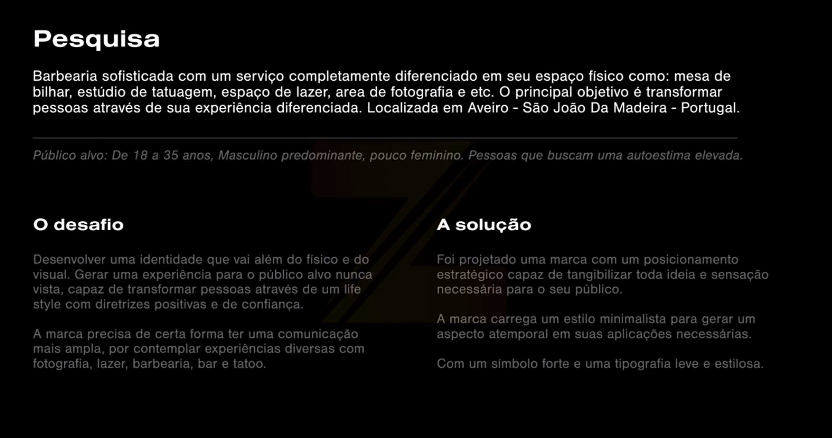 Pesquisa
Barbearia sofisticada com um serviço completamente diferenciado em seu espaço físico como: mesa de
bilhar, estúdio de tatuagem, espaço de lazer, area de fotografia e etc. O principal objetivo é transformar
pessoas através de sua experiência diferenciada. Localizada em Aveiro - São João Da Madeira - Portugal.
Público alvo: De 18 a 35 anos, Masculino predominante, pouco feminino. Pessoas que buscam uma autoestima elevada.
O desafio
Desenvolver uma identidade que vai além do físico e do
visual. Gerar uma experiência para o público alvo nunca
vista, capaz de transformar pessoas através de um life
style com diretrizes positivas e de confiança.
A marca precisa de certa forma ter uma comunicação
mais ampla, por contemplar experiências diversas com
fotografia, lazer, barbearia, bar e tatoo.
A solução
Foi projetado uma marca com um posicionamento
estratégico capaz de tangibilizar toda ideia e sensação
necessária para o seu público.
A marca carrega um estilo minimalista para gerar um
aspecto atemporal em suas aplicações necessárias.
Com um símbolo forte e uma tipografia leve e estilosa.